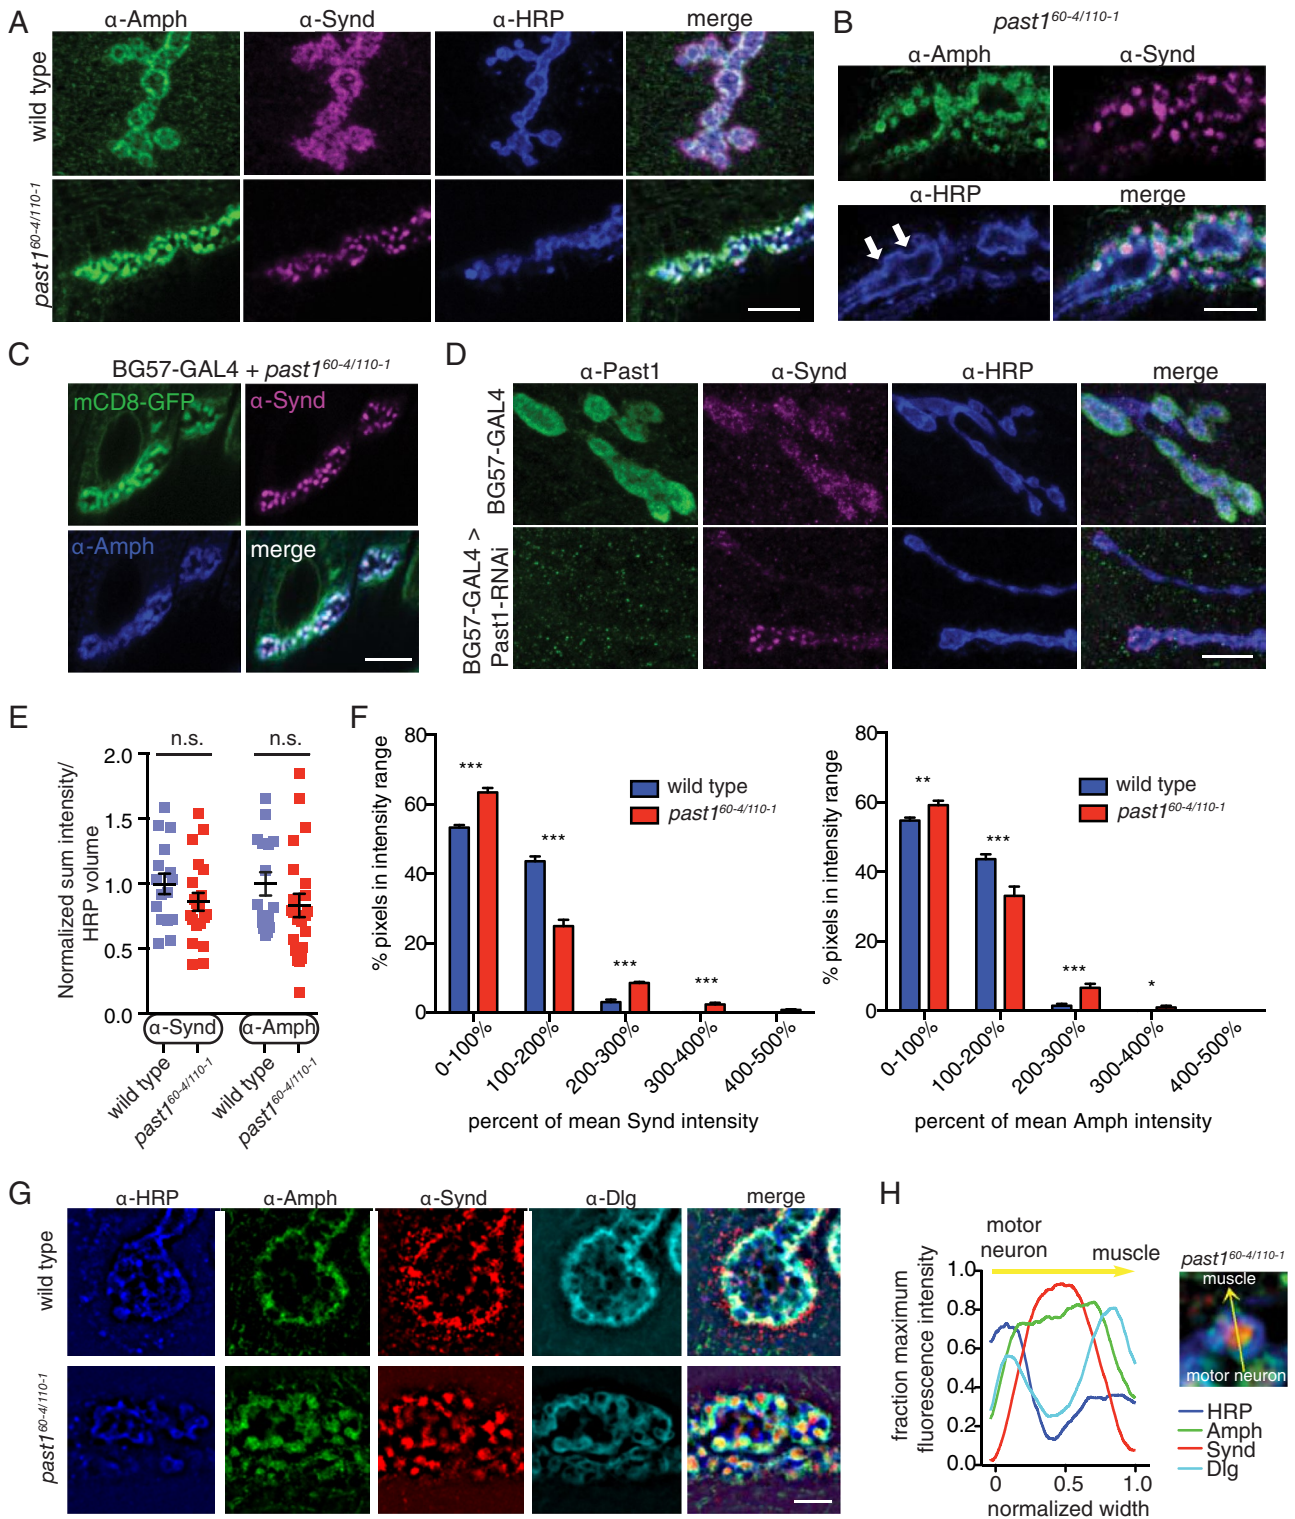 A
α-Amph α-Synd α-HRP merge
wild type
past1 60-4/110-1
B
past1 60-4/110-1
α-Amph α-Synd
α-HRP merge
C
BG57-GAL4 + past1 60-4/110-1
mCD8-GFP α-Synd
α-Amph merge
D
α-Past1 α-Synd α-HRP merge
BG57-GAL4
BG57-GAL4 >
Past1-RNAi
E
n.s. n.s.
Normalized sum intensity/
HRP volume
2.0
1.5
1.0
0.5
0.0
α-Synd α-Amph
wild type
past1 60-4/110-1
wild type
past1 60-4/110-1
F
% pixels in intensity range
80
60
40
20
0
***
***
***
***
wild type
past1 60-4/110-1
0-100%
100-200%
200-300%
300-400%
400-500%
percent of mean Synd intensity
% pixels in intensity range
80
60
40
20
0
**
***
***
*
wild type
past1 60-4/110-1
0-100%
100-200%
200-300%
300-400%
400-500%
percent of mean Amph intensity
G
α-HRP α-Amph α-Synd α-Dlg merge
wild type
past1 60-4/110-1
H
motor
neuron
muscle
fraction maximum
fluorescence intensity
1.0
0.8
0.6
0.4
0.2
0.0
0 0.5 1.0
normalized width
past1 60-4/110-1
muscle
motor neuron
HRP
Amph
Synd
Dlg